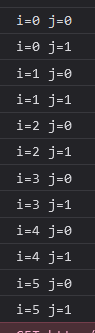 i=0 j=0
i=0 j=1
i=1 j=0
i=1 j=1
i=2 j=0
i=2 j=1
i=3 j=0
i=3 j=1
i=4 j=0
i=4 j=1
i=5 j=0
i=5 j=1